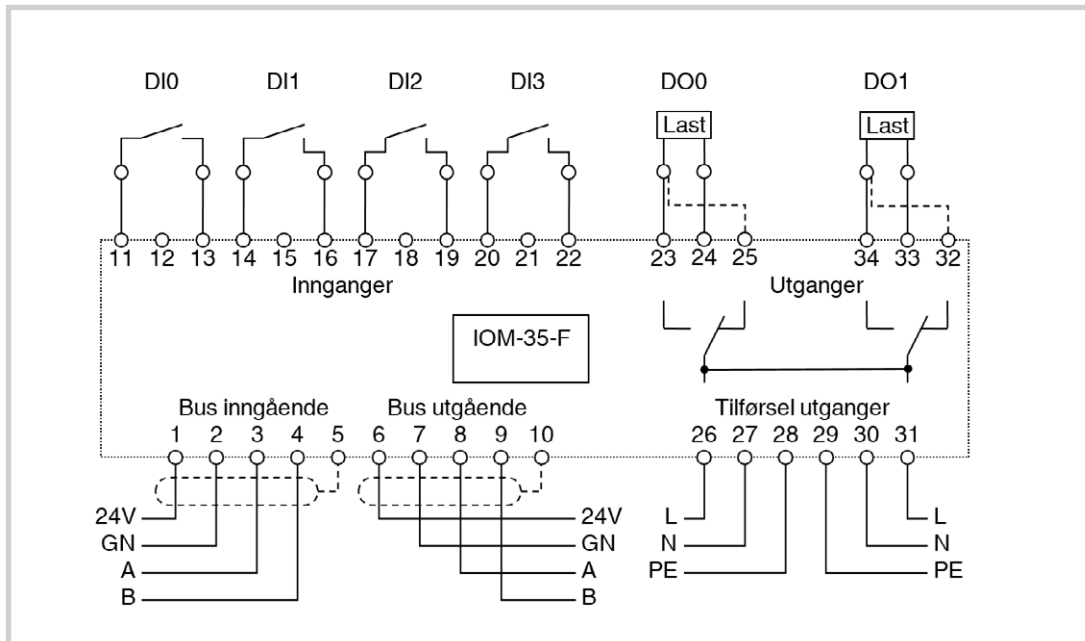 DI0 DI1 DI2 DI3 DO0 DO1
Last Last
11 12 13 14 15 16 17 18 19 20 21 22 23 24 25 34 33 32
Innganger Utganger
IOM-35-F
Bus inngående Bus utgående Tilførsel utganger
1 2 3 4 5 6 7 8 9 10 26 27 28 29 30 31
24V 24V L L
GN GN N N
A A PE PE
B B